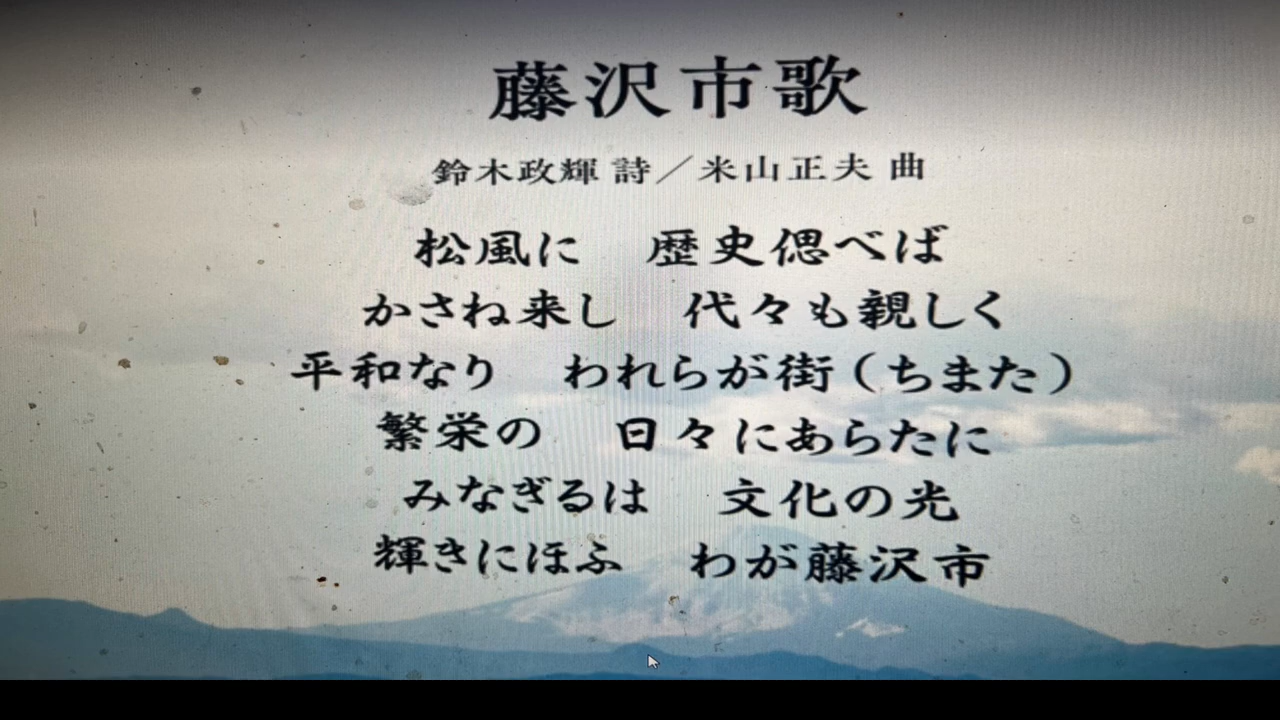 藤沢市歌
鈴木政輝 詩／米山正夫 曲
松風に　歴史偲べば
かさね来し　代々も親しく
平和なり　われらが街（ちまた）
繁栄の　日々にあらたに
みなぎるは　文化の光
輝きにほふ　わが藤沢市